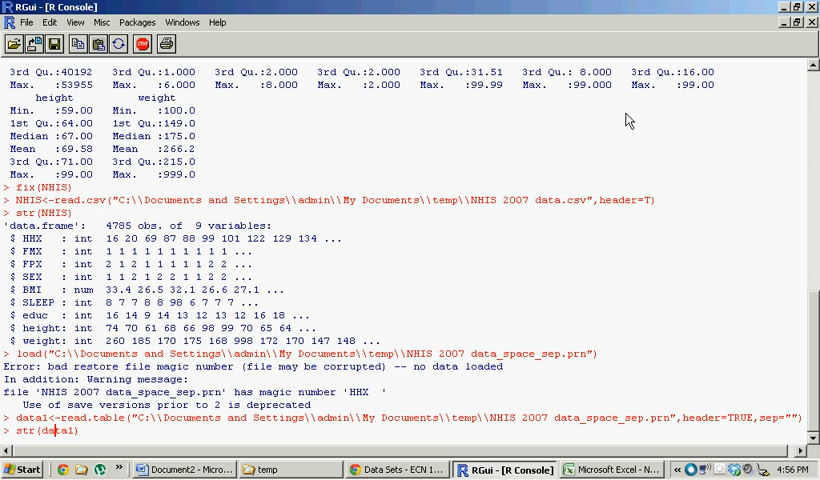 RGui - [R Console]
File Edit View Misc Packages Windows Help
3rd Qu.:40192 3rd Qu.:1.000 3rd Qu.:2.000 3rd Qu.:2.000 3rd Qu.:31.51 3rd Qu.: 8.000 3rd Qu.:16.00
Max. :53955 Max. :6.000 Max. :8.000 Max. :2.000 Max. :99.99 Max. :99.000 Max. :99.00
height weight
Min. :59.00 Min. :100.0
1st Qu.:64.00 1st Qu.:149.0
Median :67.00 Median :175.0
Mean :69.58 Mean :266.2
3rd Qu.:71.00 3rd Qu.:215.0
Max. :99.00 Max. :999.0
> fix(NHIS)
> NHIS<-read.csv("C:\\Documents and Settings\\admin\\My Documents\\temp\\NHIS 2007 data.csv",header=T)
> str(NHIS)
'data.frame': 4785 obs. of 9 variables:
$ HHX : int 16 20 69 87 88 99 101 122 129 134 ...
$ FMX : int 1 1 1 1 1 1 1 1 1 1 ...
$ FPX : int 2 1 2 1 1 1 1 1 2 2 ...
$ SEX : int 1 1 2 1 2 2 1 1 2 2 ...
$ BMI : num 33.4 26.5 32.1 26.6 27.1 ...
$ SLEEP : int 8 7 7 8 8 98 6 7 7 7 ...
$ educ : int 16 14 9 14 13 12 13 12 16 18 ...
$ height: int 74 70 61 68 66 98 99 70 65 64 ...
$ weight: int 260 185 170 175 168 998 172 170 147 148 ...
> load("C:\\Documents and Settings\\admin\\My Documents\\temp\\NHIS 2007 data_space_sep.prn")
Error: bad restore file magic number (file may be corrupted) -- no data loaded
In addition: Warning message:
file 'NHIS 2007 data_space_sep.prn' has magic number 'HHX '
Use of save versions prior to 2 is deprecated
> data1<-read.table("C:\\Documents and Settings\\admin\\My Documents\\temp\\NHIS 2007 data_space_sep.prn",header=TRUE,sep="")
> str(data1)
Start » Document2 - Micro... temp Data Sets - ECN 1... RGui - [R Console] Microsoft Excel - N... « 4:56 PM